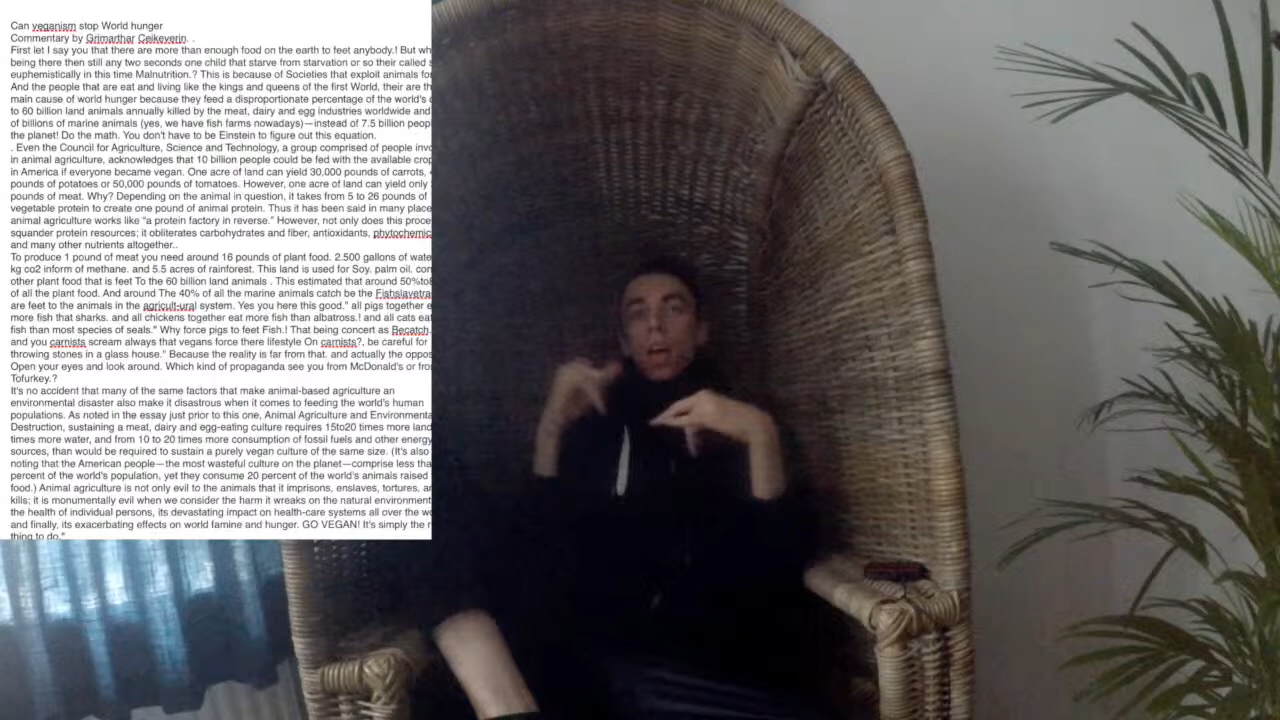 Can veganism stop World hunger
Commentary by Grimarthar Ceikeverin. .
First let I say you that there are more than enough food on the earth to feet anybody.! But wh
being there then still any two seconds one child that starve from starvation or so their called s
euphemistically in this time Malnutrition.? This is because of Societies that exploit animals fo
And the people that are eat and living like the kings and queens of the first World, their are th
main cause of world hunger because they feed a disproportionate percentage of the world's c
to 60 billion land animals annually killed by the meat, dairy and egg industries worldwide and
of billions of marine animals (yes, we have fish farms nowadays)—instead of 7.5 billion peop
the planet! Do the math. You don't have to be Einstein to figure out this equation.
. Even the Council for Agriculture, Science and Technology, a group comprised of people invo
in animal agriculture, acknowledges that 10 billion people could be fed with the available crop
in America if everyone became vegan. One acre of land can yield 30,000 pounds of carrots, 4
pounds of potatoes or 50,000 pounds of tomatoes. However, one acre of land can yield only
pounds of meat. Why? Depending on the animal in question, it takes from 5 to 26 pounds of
vegetable protein to create one pound of animal protein. Thus it has been said in many place
animal agriculture works like "a protein factory in reverse." However, not only does this proce
squander protein resources; it obliterates carbohydrates and fiber, antioxidants, phytochemic
and many other nutrients altogether..
To produce 1 pound of meat you need around 16 pounds of plant food. 2.500 gallons of wate
kg co2 inform of methane. and 5.5 acres of rainforest. This land is used for Soy. palm oil. con
other plant food that is feet To the 60 billion land animals . This estimated that around 50%to8
of all the plant food. And around The 40% of all the marine animals catch be the Fishslavetra
are feet to the animals in the agricult-ural system. Yes you here this good." all pigs together e
more fish that sharks. and all chickens together eat more fish than albatross.! and all cats eat
fish than most species of seals." Why force pigs to feet Fish.! That being concert as Becatch.
and you carnists scream always that vegans force there lifestyle On carnists?, be careful for
throwing stones in a glass house." Because the reality is far from that. and actually the oppos
Open your eyes and look around. Which kind of propaganda see you from McDonald's or fro
Tofurkey.?
It's no accident that many of the same factors that make animal-based agriculture an
environmental disaster also make it disastrous when it comes to feeding the world's human
populations. As noted in the essay just prior to this one, Animal Agriculture and Environmenta
Destruction, sustaining a meat, dairy and egg-eating culture requires 15to20 times more land
times more water, and from 10 to 20 times more consumption of fossil fuels and other energy
sources, than would be required to sustain a purely vegan culture of the same size. (It's also
noting that the American people—the most wasteful culture on the planet—comprise less tha
percent of the world's population, yet they consume 20 percent of the world's animals raised
food.) Animal agriculture is not only evil to the animals that it imprisons, enslaves, tortures, an
kills; it is monumentally evil when we consider the harm it wreaks on the natural environment
the health of individual persons, its devastating impact on health-care systems all over the wo
and finally, its exacerbating effects on world famine and hunger. GO VEGAN! It's simply the r
thing to do."